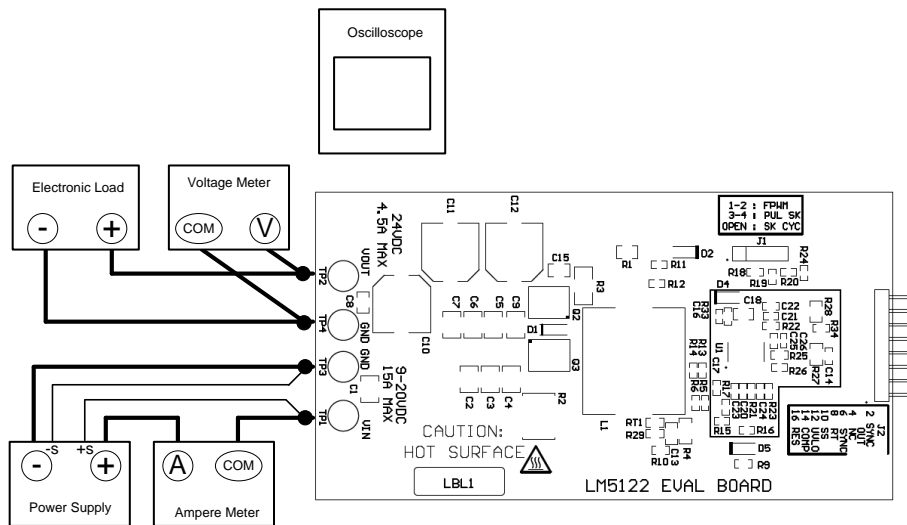 Oscilloscope
Electronic Load
- +
Voltage Meter
COM V
24VDC
4.5A MAX
VOUT
TP2
C8
TP4
GND
GND
TP3
9-20VDC
15A MAX
C1
TP1
VIN
-S +S
- +
Power Supply
A COM
Ampere Meter
C11
C12
C10
C7
C6
C5
C9
C15
R3
Q2
D1
Q3
C2
C3
C4
R2
CAUTION:
HOT SURFACE
LBL1
R1
D2
R11
R12
L1
RT1
R29
R10
C13
R4
1-2 : FPWM
3-4 : PUL SK
OPEN : SK CYC
J1
R24
R18
R19
R20
D4
C18
R33
C16
C22
C21
R22
R28
R34
U1
C25
C26
R25
R26
R27
C14
R14
R13
C17
R6
R5
R17
R15
C23
C20
R21
C24
R23
R16
D5
R9
J2
2 SYNC
OUT
4 NC
6 SYNC
8 RT
10 SS
12 UVLO
14 COMP
16 RES
LM5122 EVAL BOARD